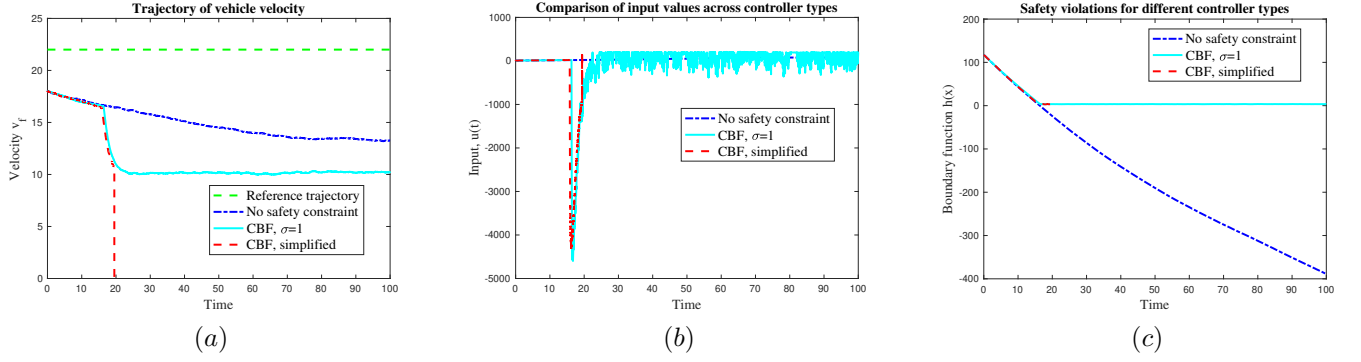 Trajectory of vehicle velocity
25
20
15
10
5
0
Velocity v_f
0 10 20 30 40 50 60 70 80 90 100
Time
Reference trajectory
No safety constraint
CBF, σ=1
CBF, simplified
(a)
Comparison of input values across controller types
1000
0
-1000
-2000
-3000
-4000
-5000
Input, u(t)
0 10 20 30 40 50 60 70 80 90 100
Time
No safety constraint
CBF, σ=1
CBF, simplified
(b)
Safety violations for different controller types
200
100
0
-100
-200
-300
-400
Boundary function h(x)
0 10 20 30 40 50 60 70 80 90 100
Time
No safety constraint
CBF, σ=1
CBF, simplified
(c)